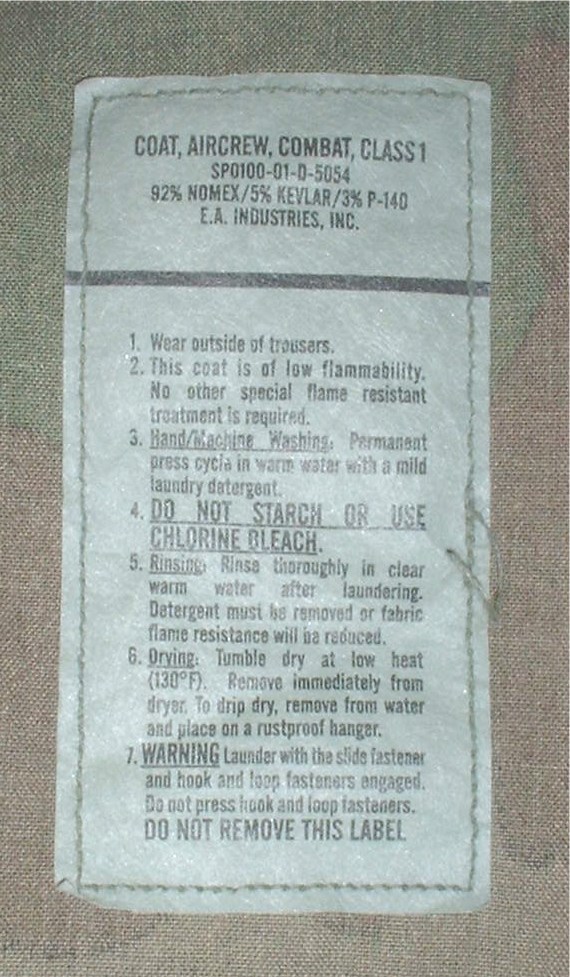 COAT, AIRCREW, COMBAT, CLASS 1
SPO100-01-D-5054
92% NOMEX/5% KEVLAR/3% P-140
E.A. INDUSTRIES, INC.
1. Wear outside of trousers.
2. This coat is of low flammability.
No other special flame resistant
treatment is required.
3. Hand/Machine Washing: Permanent
press cycle in warm water with a mild
laundry detergent.
4. DO NOT STARCH OR USE
CHLORINE BLEACH.
5. Rinsing: Rinse thoroughly in clear
warm water after laundering.
Detergent must be removed or fabric
flame resistance will be reduced.
6. Drying: Tumble dry at low heat
(130°F). Remove immediately from
dryer. To drip dry, remove from water
and place on a rustproof hanger.
7. WARNING Launder with the slide fastener
and hook and loop fasteners engaged.
Do not press hook and loop fasteners.
DO NOT REMOVE THIS LABEL